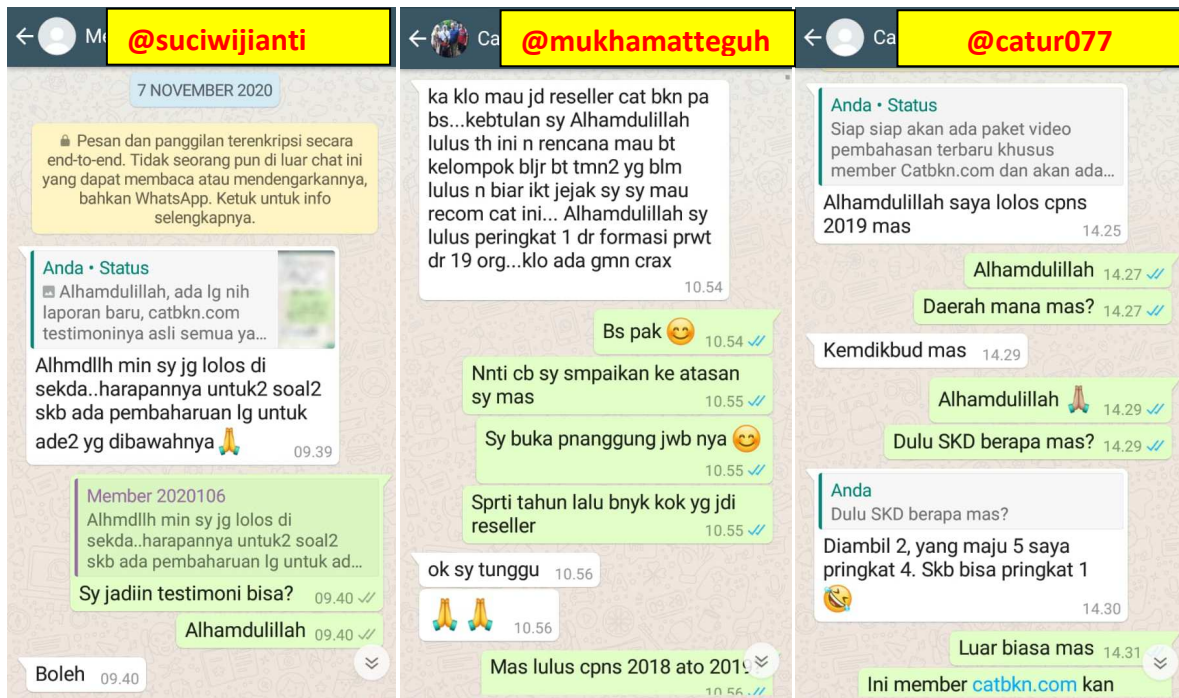 Me
@suciwijianti
7 NOVEMBER 2020
Pesan dan panggilan terenkripsi secara
end-to-end. Tidak seorang pun di luar chat ini
yang dapat membaca atau mendengarkannya,
bahkan WhatsApp. Ketuk untuk info
selengkapnya.
Anda • Status
Alhamdulillah, ada lg nih
laporan baru, catbkn.com
testimoninya asli semua ya...
Alhmdllh min sy jg lolos di
sekda..harapannya untuk2 soal2
skb ada pembaharuan lg untuk
ade2 yg dibawahnya 🙏
09.39
Member 2020106
Alhmdllh min sy jg lolos di
sekda..harapannya untuk2 soal2
skb ada pembaharuan lg untuk ad...
Sy jadiin testimoni bisa? 09.40
Alhamdulillah 09.40
Boleh 09.40
Ca
@mukhamatteguh
ka klo mau jd reseller cat bkn pa
bs...kebtulan sy Alhamdulillah
lulus th ini n rencana mau bt
kelompok bljr bt tmn2 yg blm
lulus n biar ikt jejak sy sy mau
recom cat ini... Alhamdulillah sy
lulus peringkat 1 dr formasi prwt
dr 19 org...klo ada gmn crax
10.54
Bs pak 😊 10.54
Nnti cb sy smpaikan ke atasan
sy mas 10.55
Sy buka pnanggung jwb nya 😊
10.55
Sprti tahun lalu bnyk kok yg jdi
reseller 10.55
ok sy tunggu 10.56
🙏🙏 10.56
Mas lulus cpns 2018 ato 2019
10.56
Ca
@catur077
Anda • Status
Siap siap akan ada paket video
pembahasan terbaru khusus
member Catbkn.com dan akan ada...
Alhamdulillah saya lolos cpns
2019 mas 14.25
Alhamdulillah 14.27
Daerah mana mas? 14.27
Kemdikbud mas 14.29
Alhamdulillah 🙏 14.29
Dulu SKD berapa mas? 14.29
Anda
Dulu SKD berapa mas?
Diambil 2, yang maju 5 saya
pringkat 4. Skb bisa pringkat 1
🤣 14.30
Luar biasa mas 14.31
Ini member catbkn.com kan